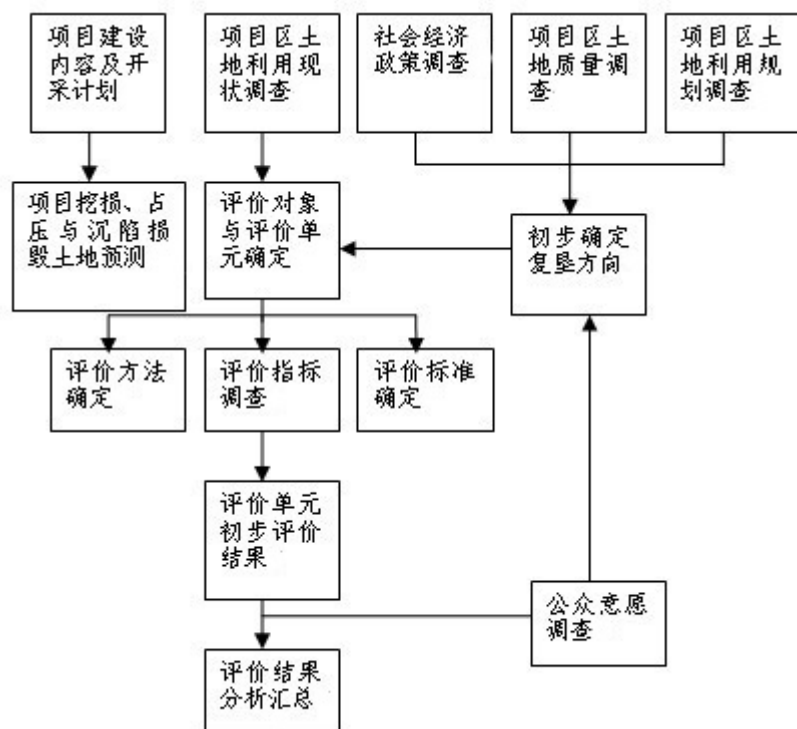 项目建设
内容及开
采计划
项目区土
地利用现
状调查
社会经济
政策调查
项目区土
地质量调
查
项目区土
地利用规
划调查
项目挖损、占
压与沉陷损
毁土地预测
评价对象
与评价单
元确定
初步确定
复垦方向
评价方法
确定
评价指标
调查
评价标准
确定
评价单元
初步评价
结果
公众意愿
调查
评价结果
分析汇总